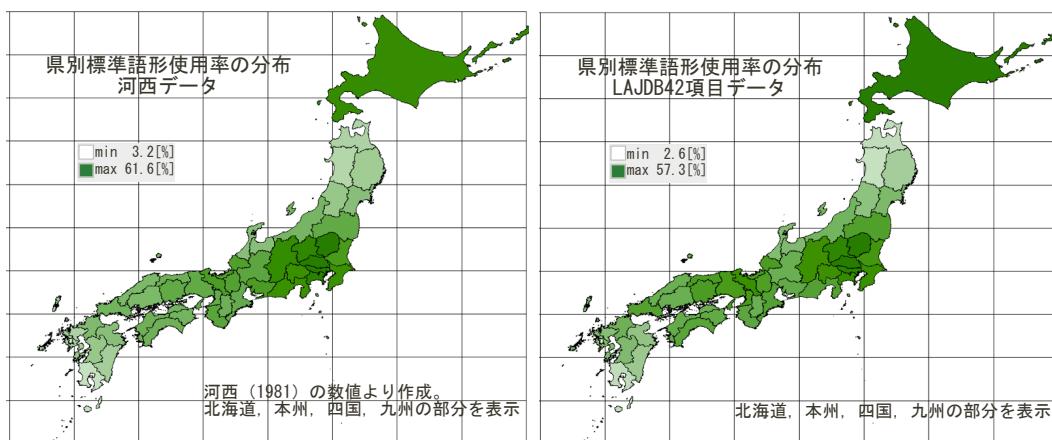 県別標準語形使用率の分布
河西データ
min 3.2[%]
max 61.6[%]
河西（1981）の数値より作成。
北海道，本州，四国，九州の部分を表示
県別標準語形使用率の分布
LAJDB42項目データ
min 2.6[%]
max 57.3[%]
北海道，本州，四国，九州の部分を表示